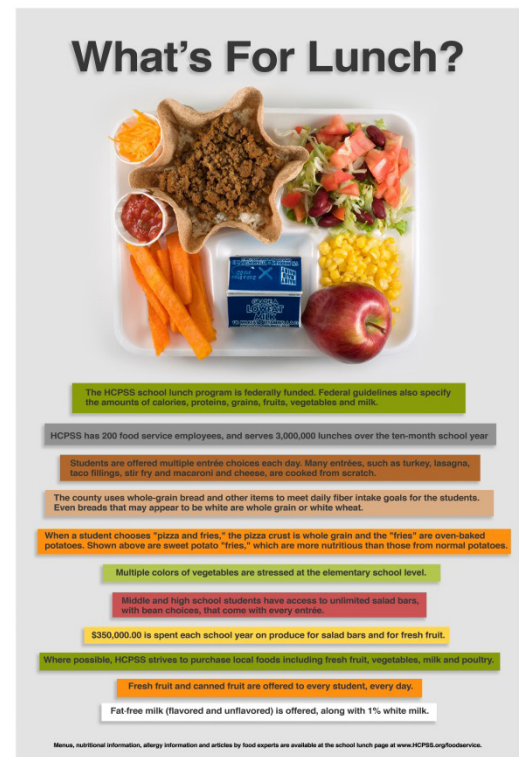 What's For Lunch?
GRADE A
LOWFAT
MILK
The HCPSS school lunch program is federally funded. Federal guidelines also specify
the amounts of calories, proteins, grains, fruits, vegetables and milk.
HCPSS has 200 food service employees, and serves 3,000,000 lunches over the ten-month school year
Students are offered multiple entrée choices each day. Many entrées, such as turkey, lasagna,
taco fillings, stir fry and macaroni and cheese, are cooked from scratch.
The county uses whole-grain bread and other items to meet daily fiber intake goals for the students.
Even breads that may appear to be white are whole grain or white wheat.
When a student chooses "pizza and fries," the pizza crust is whole grain and the "fries" are oven-baked
potatoes. Shown above are sweet potato "fries," which are more nutritious than those from normal potatoes.
Multiple colors of vegetables are stressed at the elementary school level.
Middle and high school students have access to unlimited salad bars,
with bean choices, that come with every entrée.
$350,000.00 is spent each school year on produce for salad bars and for fresh fruit.
Where possible, HCPSS strives to purchase local foods including fresh fruit, vegetables, milk and poultry.
Fresh fruit and canned fruit are offered to every student, every day.
Fat-free milk (flavored and unflavored) is offered, along with 1% white milk.
Menus, nutritional information, allergy information and articles by food experts are available at the school lunch page at www.HCPSS.org/foodservice.